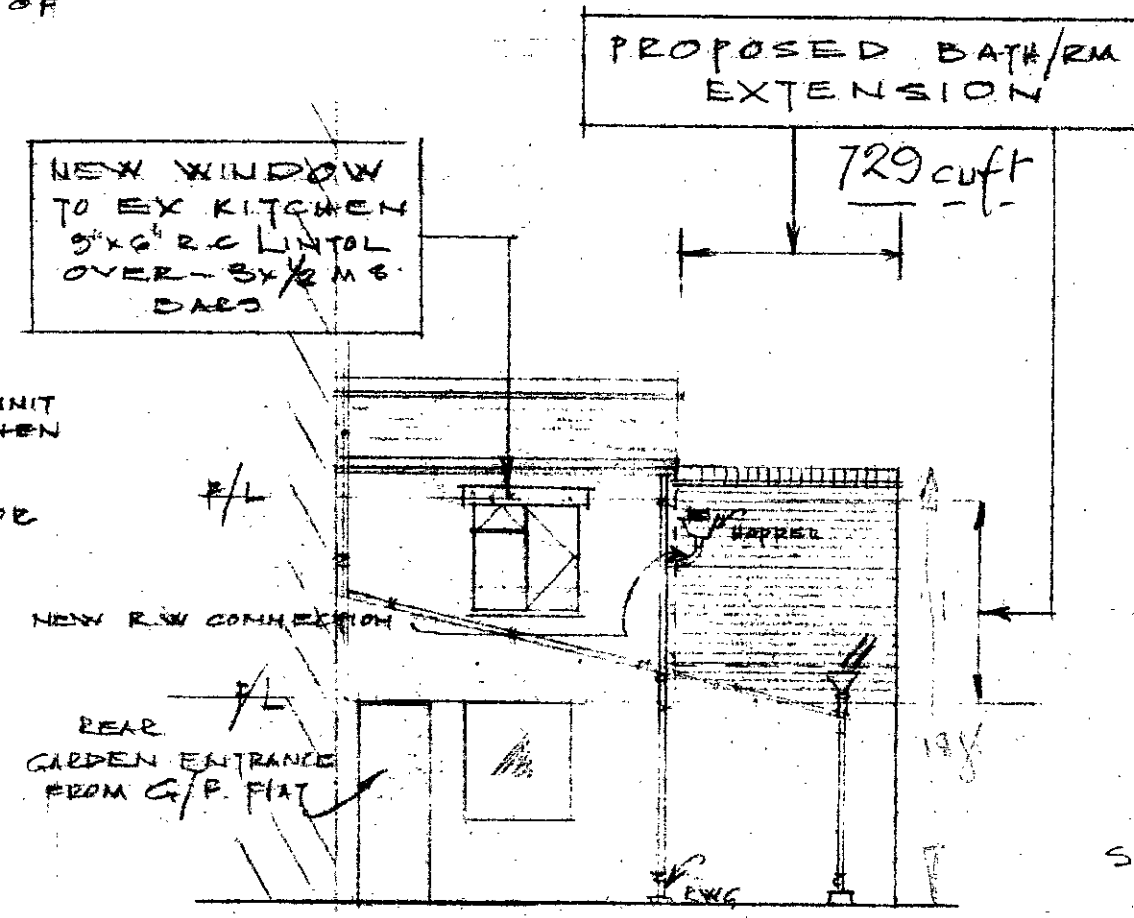 OF
PROPOSED BATH/RM
EXTENSION
729 cuft
NEW WINDOW
TO EX KITCHEN
9"x6" R.C LINTOL
OVER - 3x1/2 M S
BARS
F/L
HOPPER
NEW R.W CONNECTION
F/L
REAR
GARDEN ENTRANCE
FROM G/F. FLAT
RWG
S